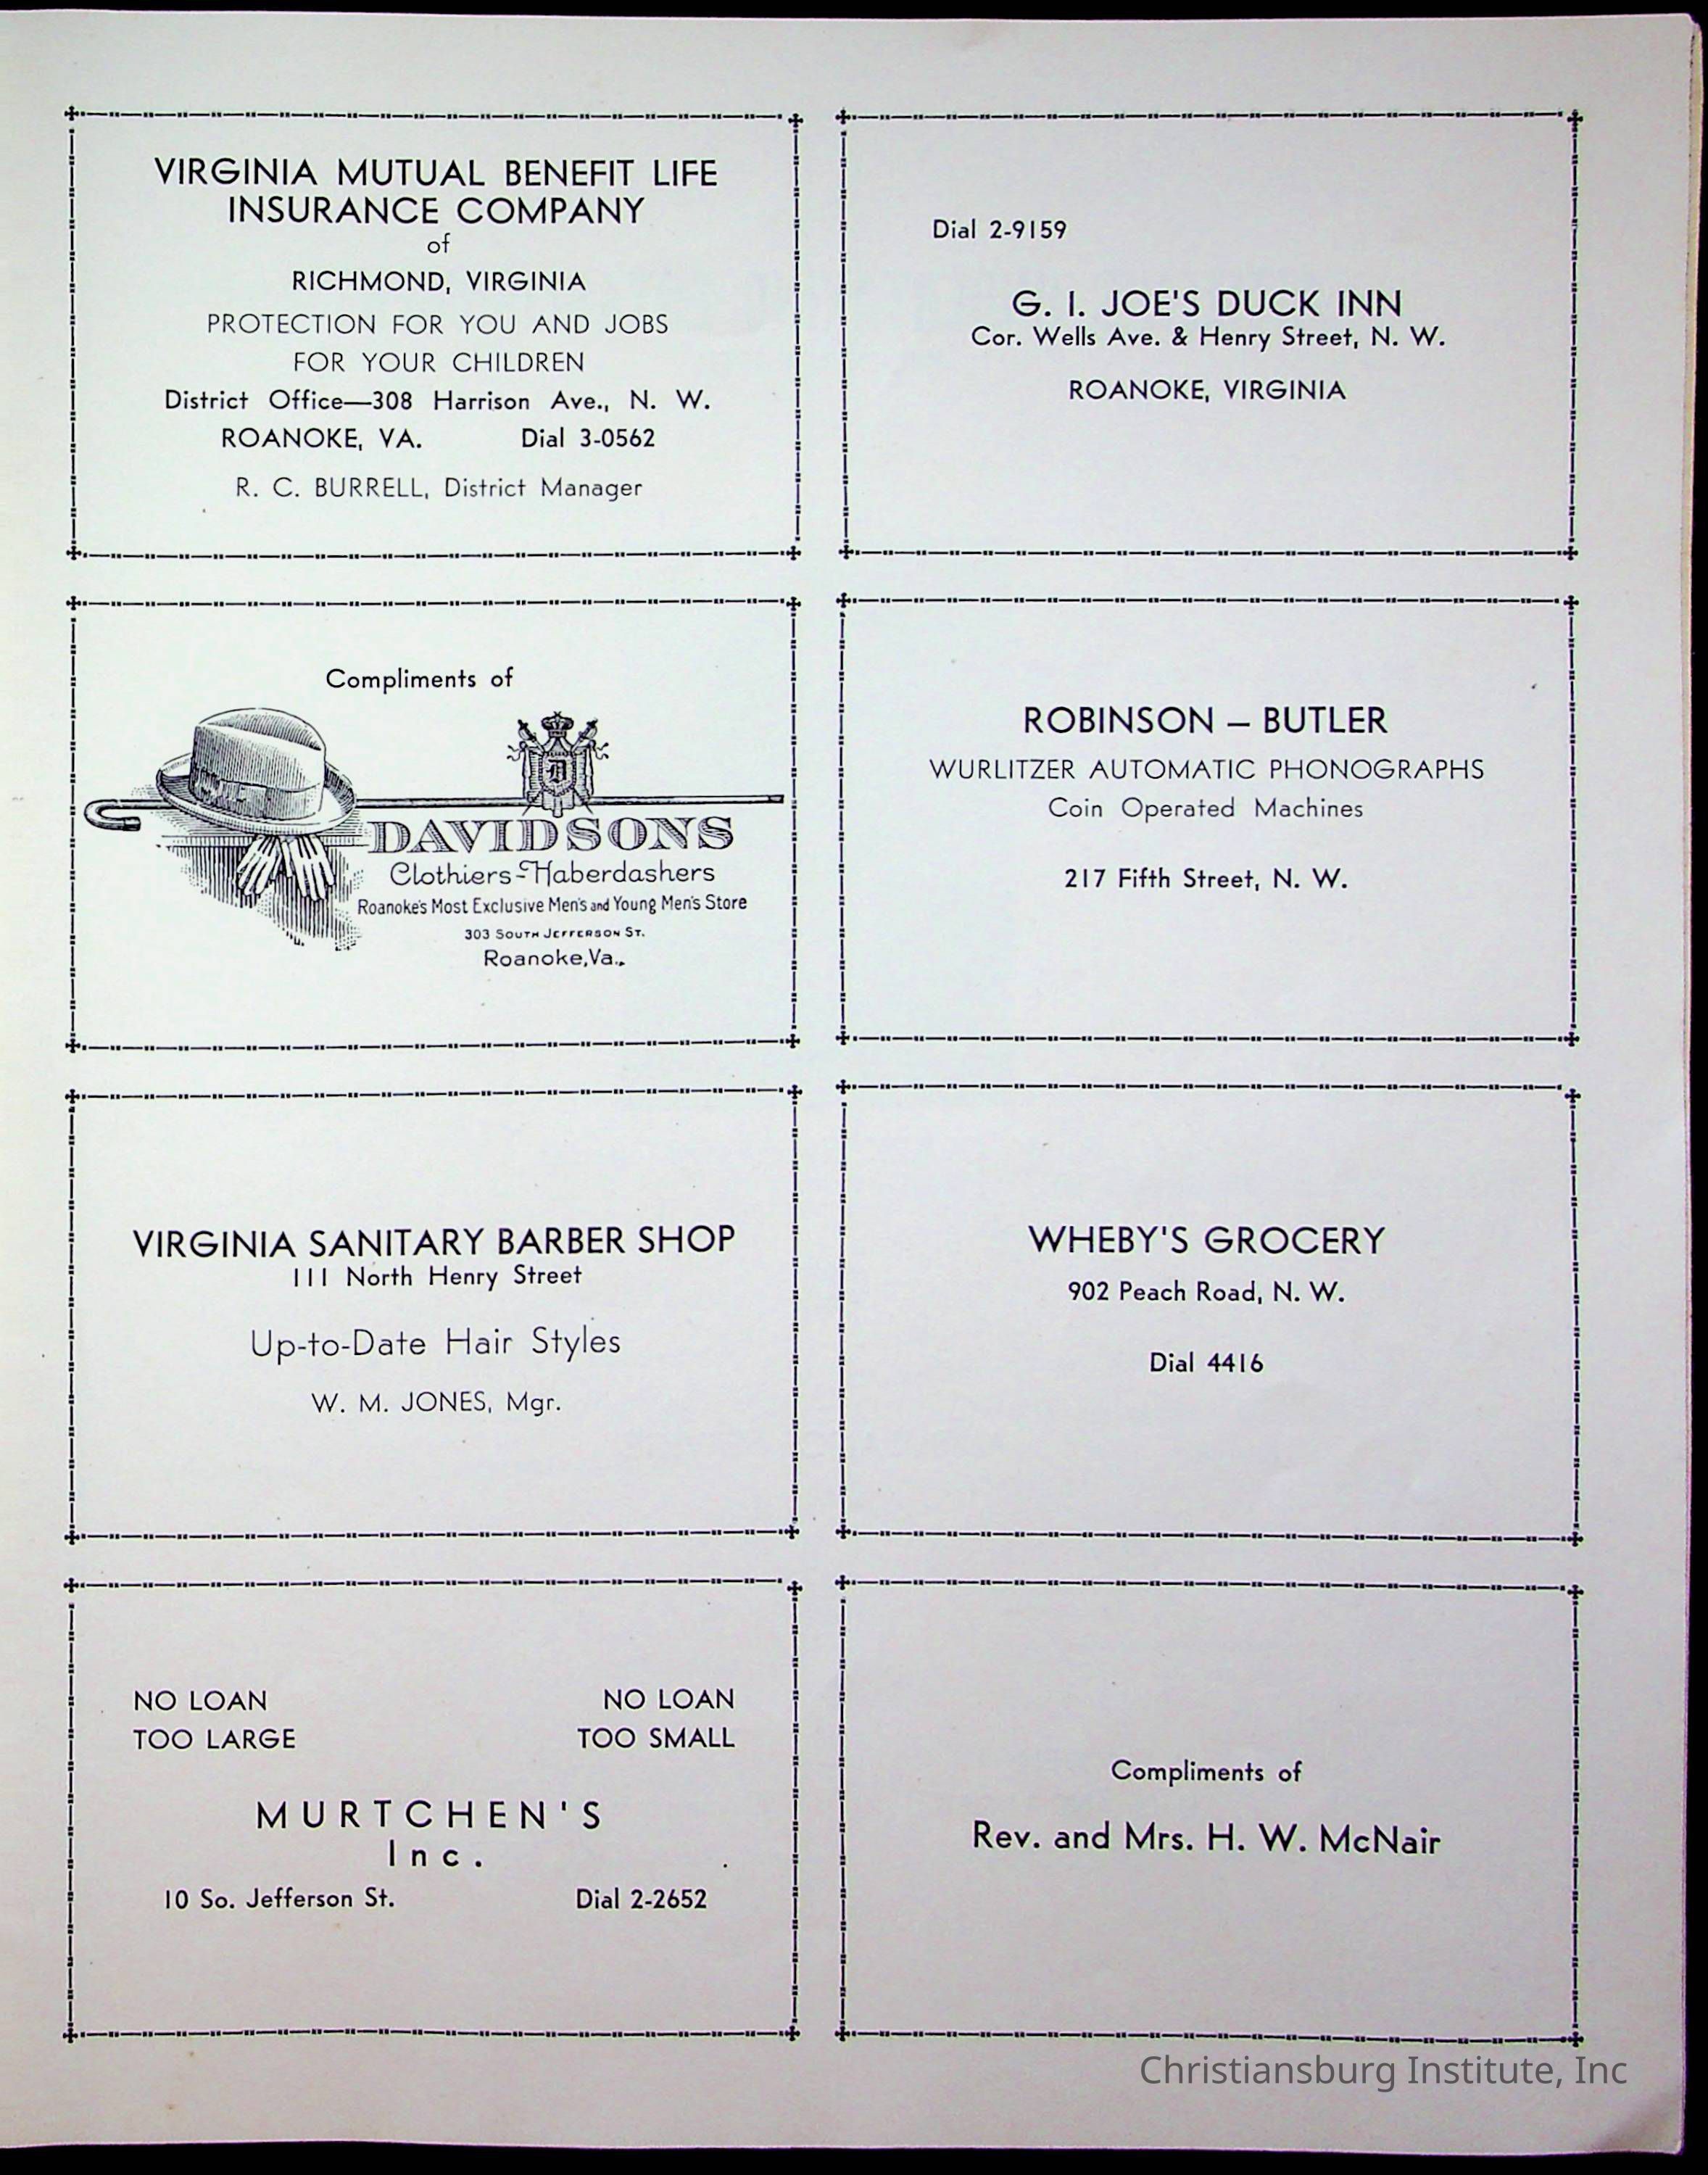 VIRGINIA MUTUAL BENEFIT LIFE
INSURANCE COMPANY
of
RICHMOND, VIRGINIA
PROTECTION FOR YOU AND JOBS
FOR YOUR CHILDREN
District Office—308 Harrison Ave., N. W.
ROANOKE, VA. Dial 3-0562
R. C. BURRELL, District Manager
Dial 2-9159
G. I. JOE'S DUCK INN
Cor. Wells Ave. & Henry Street, N. W.
ROANOKE, VIRGINIA
Compliments of
D
DAVIDSONS
Clothiers-Haberdashers
Roanoke's Most Exclusive Men's and Young Men's Store
303 South Jefferson St.
Roanoke, Va.
ROBINSON – BUTLER
WURLITZER AUTOMATIC PHONOGRAPHS
Coin Operated Machines
217 Fifth Street, N. W.
VIRGINIA SANITARY BARBER SHOP
111 North Henry Street
Up-to-Date Hair Styles
W. M. JONES, Mgr.
WHEBY'S GROCERY
902 Peach Road, N. W.
Dial 4416
NO LOAN NO LOAN
TOO LARGE TOO SMALL
MURTCHEN'S
Inc.
10 So. Jefferson St. Dial 2-2652
Compliments of
Rev. and Mrs. H. W. McNair
Christiansburg Institute, Inc